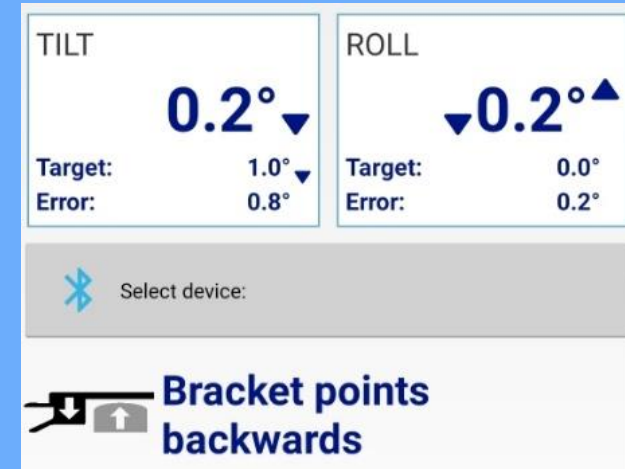 TILT
0.2°
Target: 1.0°
Error: 0.8°
ROLL
0.2°
Target: 0.0°
Error: 0.2°
Select device:
Bracket points
backwards